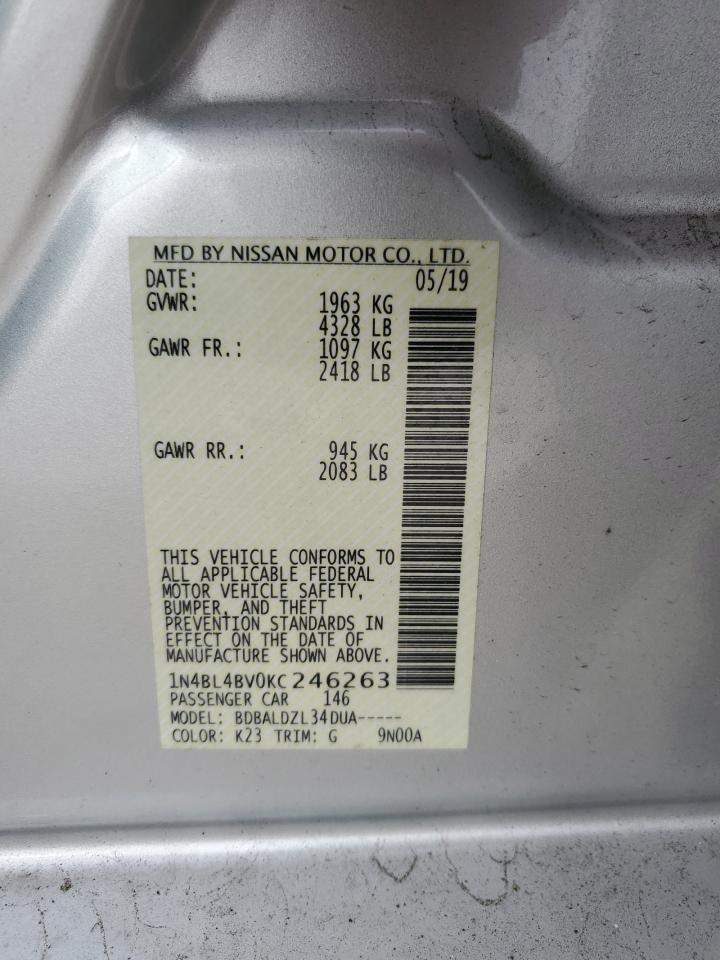 MFD BY NISSAN MOTOR CO., LTD.
DATE: 05/19
GVWR: 1963 KG
4328 LB
GAWR FR.: 1097 KG
2418 LB
GAWR RR.: 945 KG
2083 LB
THIS VEHICLE CONFORMS TO
ALL APPLICABLE FEDERAL
MOTOR VEHICLE SAFETY,
BUMPER, AND THEFT
PREVENTION STANDARDS IN
EFFECT ON THE DATE OF
MANUFACTURE SHOWN ABOVE.
1N4BL4BV0KC246263
PASSENGER CAR 146
MODEL: BDBALDZL34DUA-----
COLOR: K23 TRIM: G 9N00A